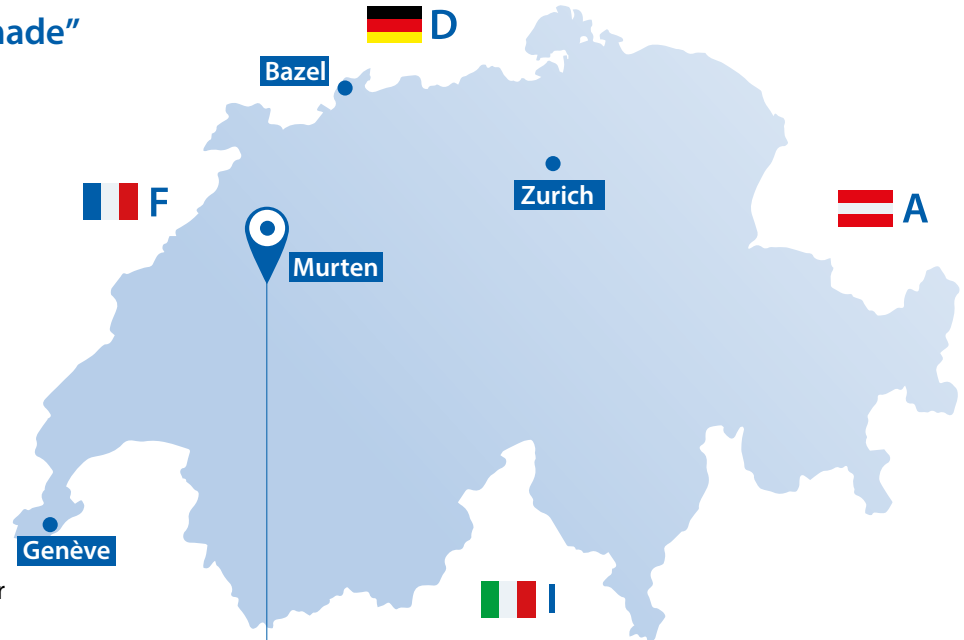 nade”
D
Bazel
Zurich
F
A
Murten
Genève
r
I